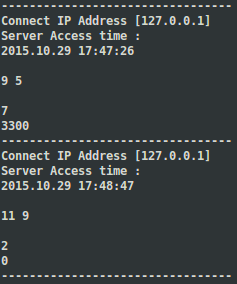 ---------------------------------
Connect IP Address [127.0.0.1]
Server Access time :
2015.10.29 17:47:26
9 5
7
3300
---------------------------------
Connect IP Address [127.0.0.1]
Server Access time :
2015.10.29 17:48:47
11 9
2
0
---------------------------------